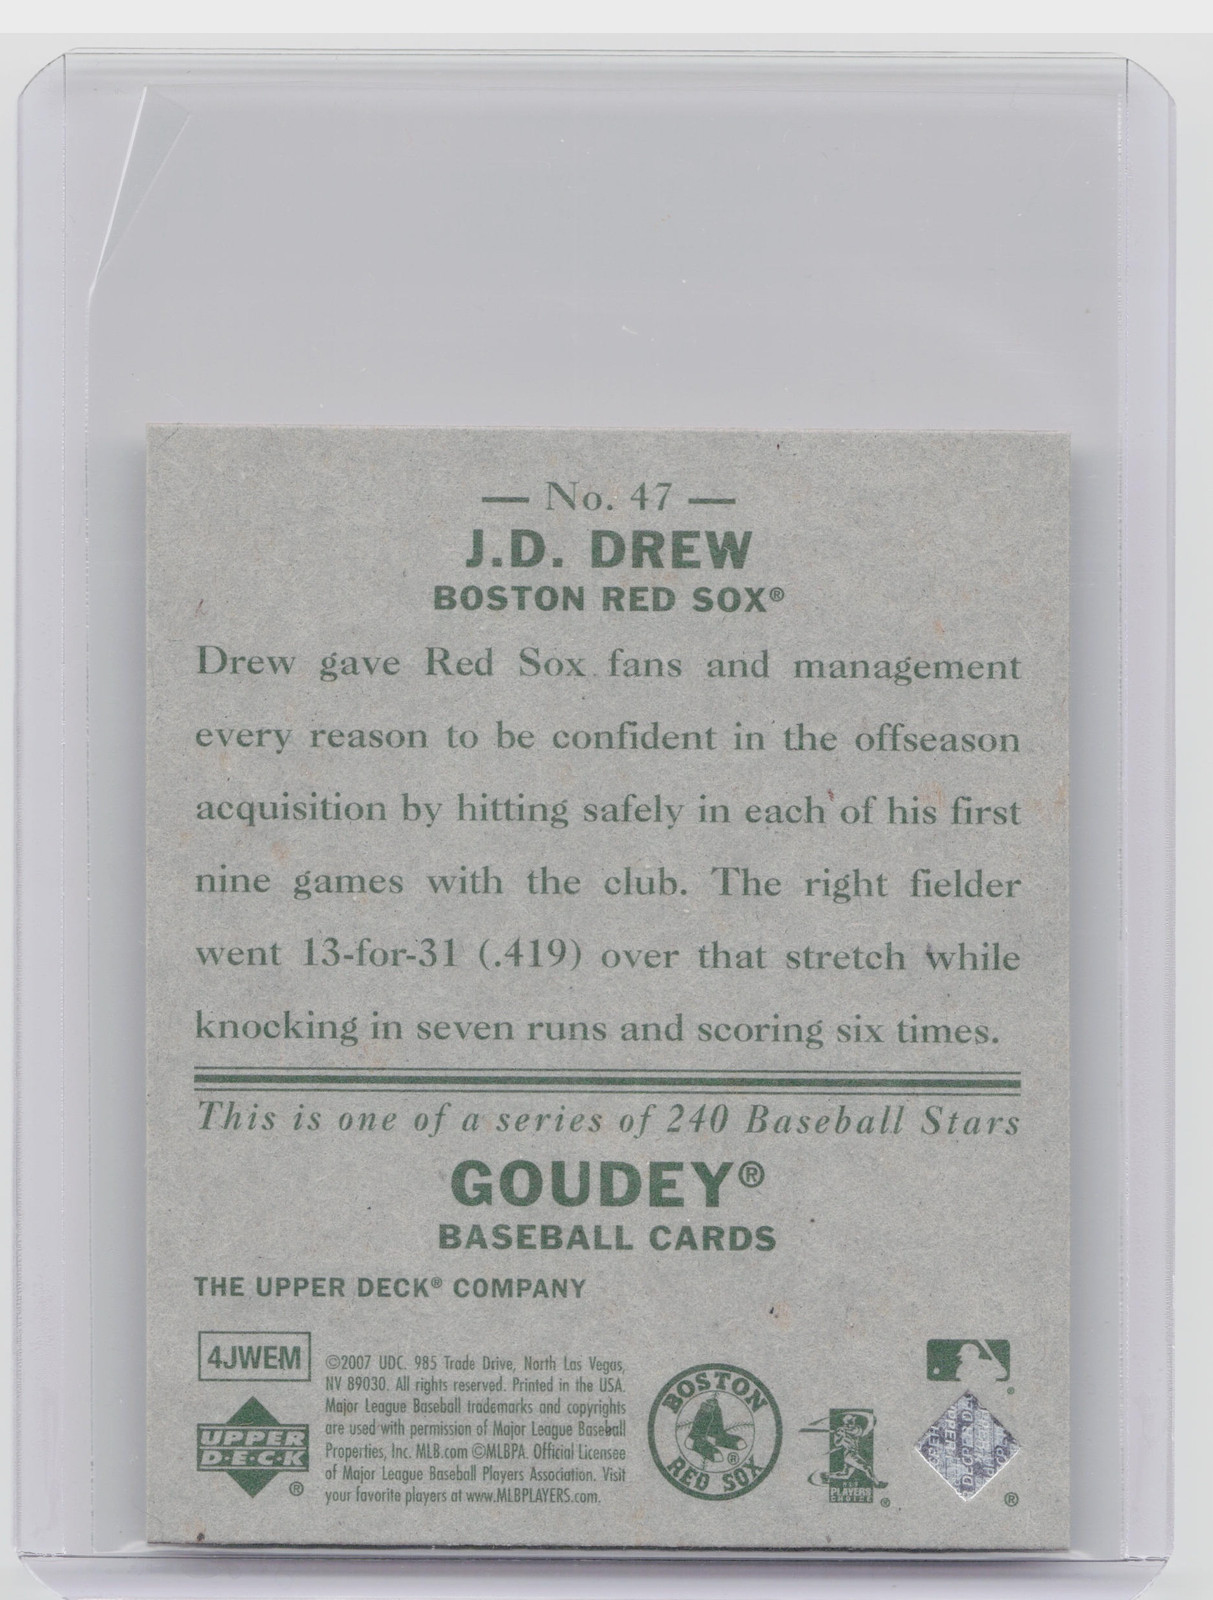 — No. 47 —
J.D. DREW
BOSTON RED SOX®
Drew gave Red Sox fans and management
every reason to be confident in the offseason
acquisition by hitting safely in each of his first
nine games with the club. The right fielder
went 13-for-31 (.419) over that stretch while
knocking in seven runs and scoring six times.
This is one of a series of 240 Baseball Stars
GOUDEY®
BASEBALL CARDS
THE UPPER DECK® COMPANY
4JWEM
UPPER
D·E·C·K
®
©2007 UDC. 985 Trade Drive, North Las Vegas,
NV 89030. All rights reserved. Printed in the USA.
Major League Baseball trademarks and copyrights
are used with permission of Major League Baseball
Properties, Inc. MLB.com ©MLBPA. Official Licensee
of Major League Baseball Players Association. Visit
your favorite players at www.MLBPLAYERS.com.
BOSTON
RED SOX
®
PLAYERS
CHOICE
®
®
®